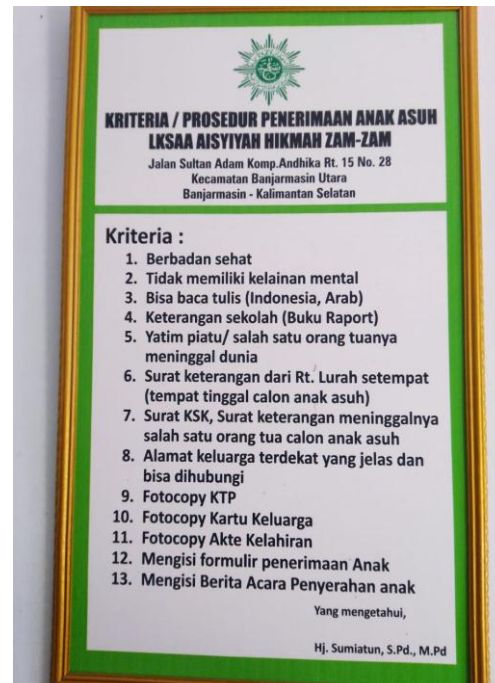 KRITERIA / PROSEDUR PENERIMAAN ANAK ASUH
LKSAA AISYIYAH HIKMAH ZAM-ZAM
Jalan Sultan Adam Komp.Andhika Rt. 15 No. 28
Kecamatan Banjarmasin Utara
Banjarmasin - Kalimantan Selatan
Kriteria :
1. Berbadan sehat
2. Tidak memiliki kelainan mental
3. Bisa baca tulis (Indonesia, Arab)
4. Keterangan sekolah (Buku Raport)
5. Yatim piatu/ salah satu orang tuanya
meninggal dunia
6. Surat keterangan dari Rt. Lurah setempat
(tempat tinggal calon anak asuh)
7. Surat KSK, Surat keterangan meninggalnya
salah satu orang tua calon anak asuh
8. Alamat keluarga terdekat yang jelas dan
bisa dihubungi
9. Fotocopy KTP
10. Fotocopy Kartu Keluarga
11. Fotocopy Akte Kelahiran
12. Mengisi formulir penerimaan Anak
13. Mengisi Berita Acara Penyerahan anak
Yang mengetahui,
Hj. Sumiatun, S.Pd., M.Pd